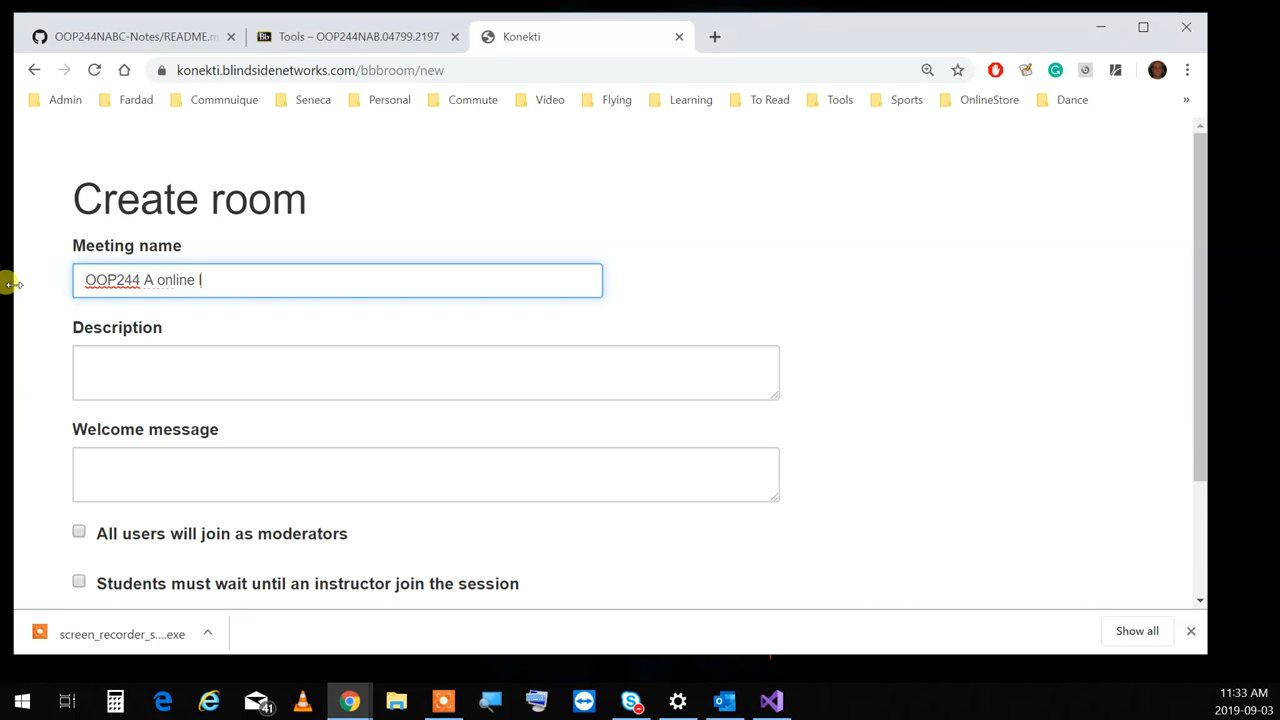 OOP244NABC-Notes/README.m
Tools – OOP244NAB.04799.2197
Konekti
konekti.blindsidenetworks.com/bbbroom/new
Admin
Fardad
Commnuique
Seneca
Personal
Commute
Video
Flying
Learning
To Read
Tools
Sports
OnlineStore
Dance
»
Create room
Meeting name
OOP244 A online l
Description
Welcome message
All users will join as moderators
Students must wait until an instructor join the session
screen_recorder_s....exe
Show all
41
11:33 AM
2019-09-03